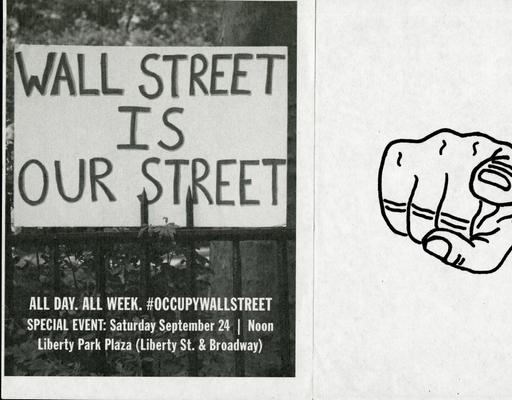 WALL STREET
IS
OUR STREET
ALL DAY. ALL WEEK. #OCCUPYWALLSTREET
SPECIAL EVENT: Saturday September 24 | Noon
Liberty Park Plaza (Liberty St. & Broadway)